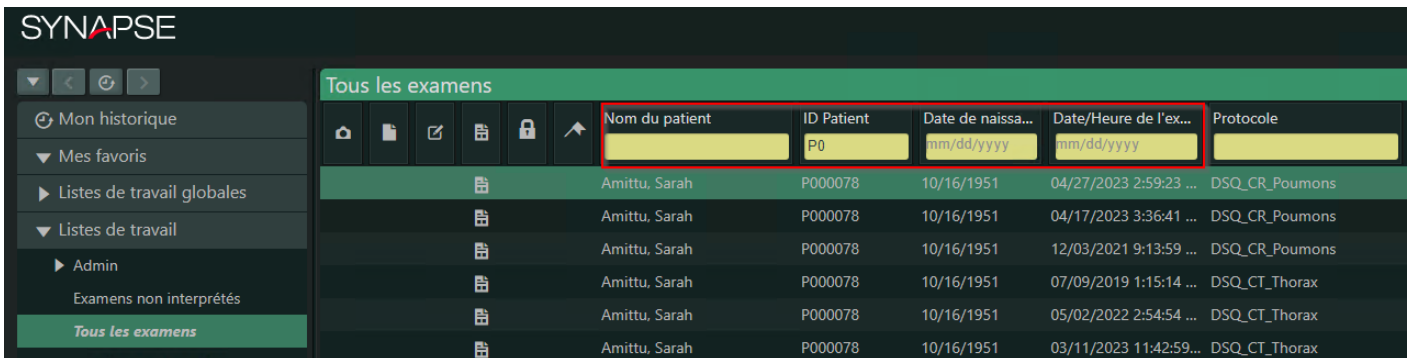 SYNAPSE
Mon historique
Mes favoris
Listes de travail globales
Listes de travail
Admin
Examens non interprétés
Tous les examens
Tous les examens
Nom du patient ID Patient Date de naissa... Date/Heure de l'ex... Protocole
P0 mm/dd/yyyy mm/dd/yyyy
Amittu, Sarah P000078 10/16/1951 04/27/2023 2:59:23 ... DSQ_CR_Poumons
Amittu, Sarah P000078 10/16/1951 04/17/2023 3:36:41 ... DSQ_CR_Poumons
Amittu, Sarah P000078 10/16/1951 12/03/2021 9:13:59 ... DSQ_CR_Poumons
Amittu, Sarah P000078 10/16/1951 07/09/2019 1:15:14 ... DSQ_CT_Thorax
Amittu, Sarah P000078 10/16/1951 05/02/2022 2:54:54 ... DSQ_CT_Thorax
Amittu, Sarah P000078 10/16/1951 03/11/2023 11:42:59... DSQ_CT_Thorax